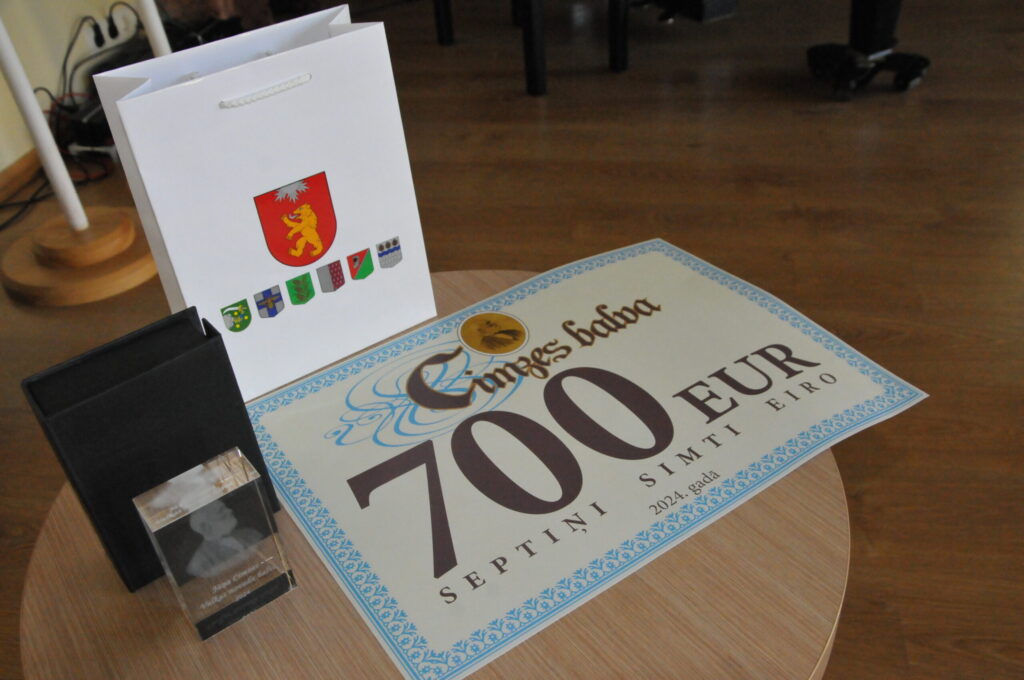 Cimzes balva
700 EUR
SEPTIŅI SIMTI EIRO
2024. gada